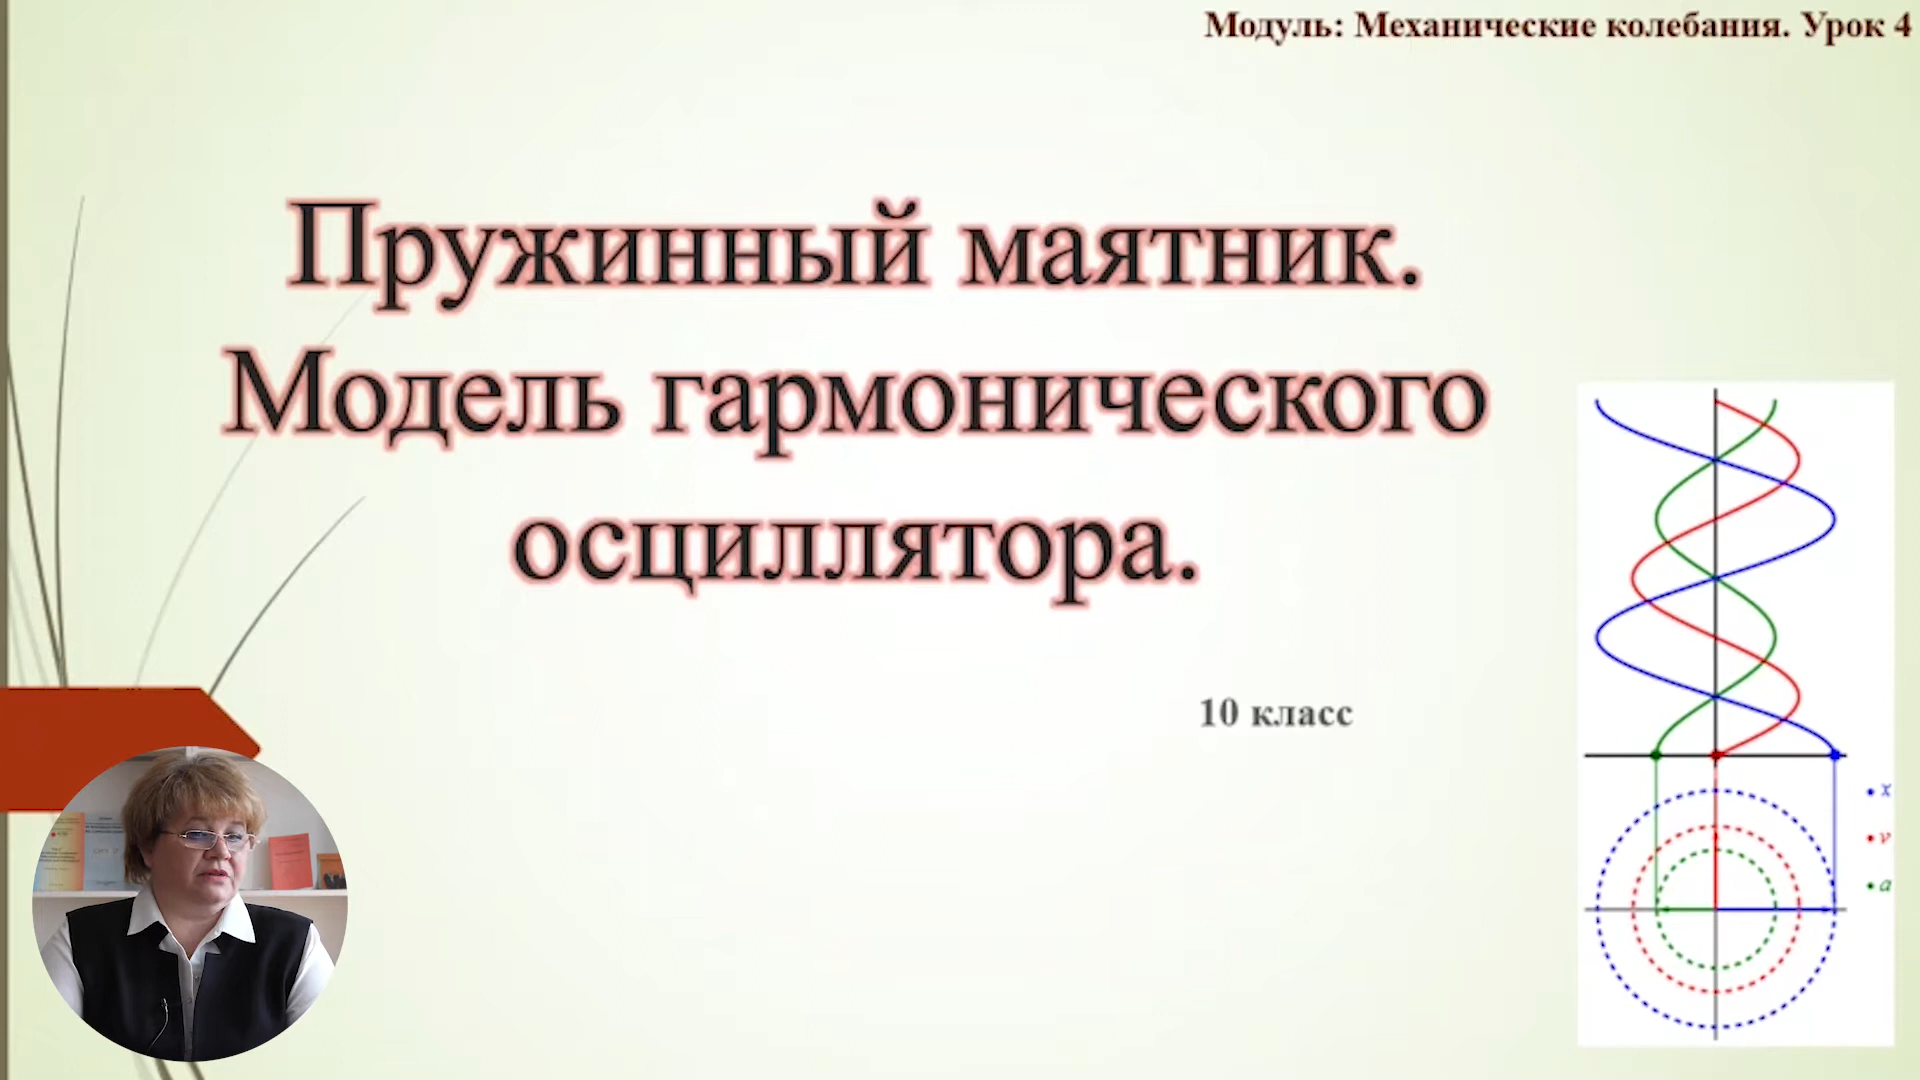 Модуль: Механические колебания. Урок 4
Пружинный маятник.
Модель гармонического
осциллятора.
10 класс
x
v
a